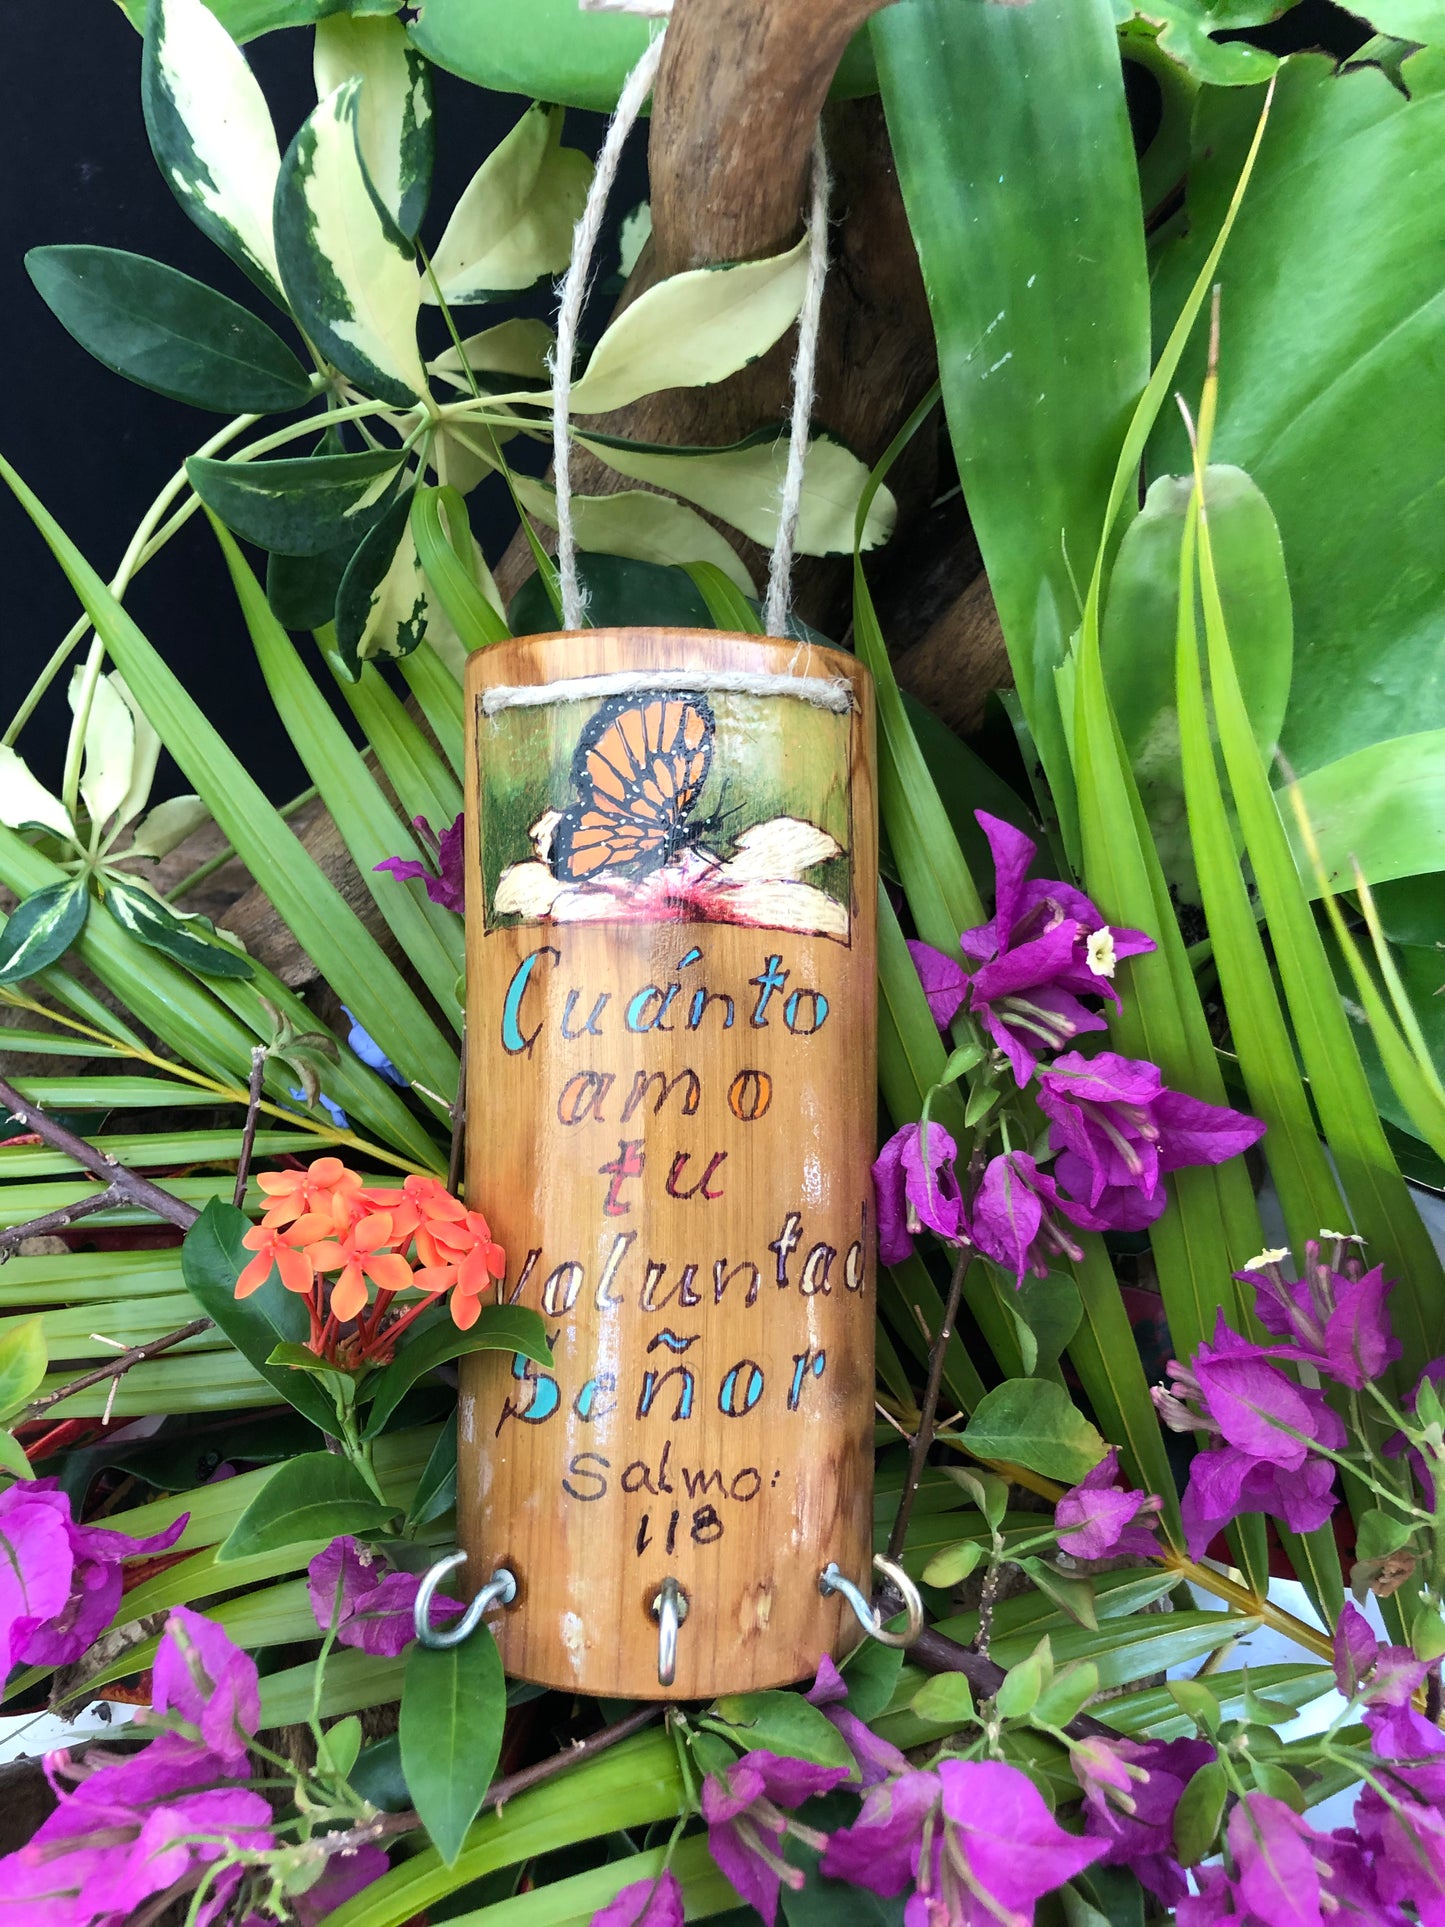 Cuánto
amo
tu
voluntad
Señor
Salmo:
118